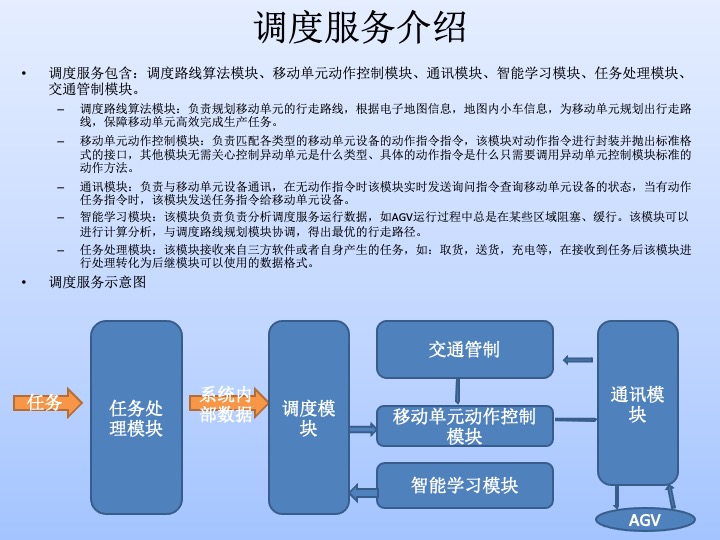 调度服务介绍
• 调度服务包含：调度路线算法模块、移动单元动作控制模块、通讯模块、智能学习模块、任务处理模块、
交通管制模块。
– 调度路线算法模块：负责规划移动单元的行走路线，根据电子地图信息，地图内小车信息，为移动单元规划出行走路
线，保障移动单元高效完成生产任务。
– 移动单元动作控制模块：负责匹配各类型的移动单元设备的动作指令指令，该模块对动作指令进行封装并抛出标准格
式的接口，其他模块无需关心控制异动单元是什么类型、具体的动作指令是什么只需要调用异动单元控制模块标准的
动作方法。
– 通讯模块：负责与移动单元设备通讯，在无动作指令时该模块实时发送询问指令查询移动单元设备的状态，当有动作
任务指令时，该模块发送任务指令给移动单元设备。
– 智能学习模块：该模块负责负责分析调度服务运行数据，如AGV运行过程中总是在某些区域阻塞、缓行。该模块可以
进行计算分析，与调度路线规划模块协调，得出最优的行走路径。
– 任务处理模块：该模块接收来自三方软件或者自身产生的任务，如：取货，送货，充电等，在接收到任务后该模块进
行处理转化为后继模块可以使用的数据格式。
• 调度服务示意图
任务
任务处
理模块
系统内
部数据
调度模
块
交通管制
移动单元动作控制
模块
智能学习模块
通讯模
块
AGV